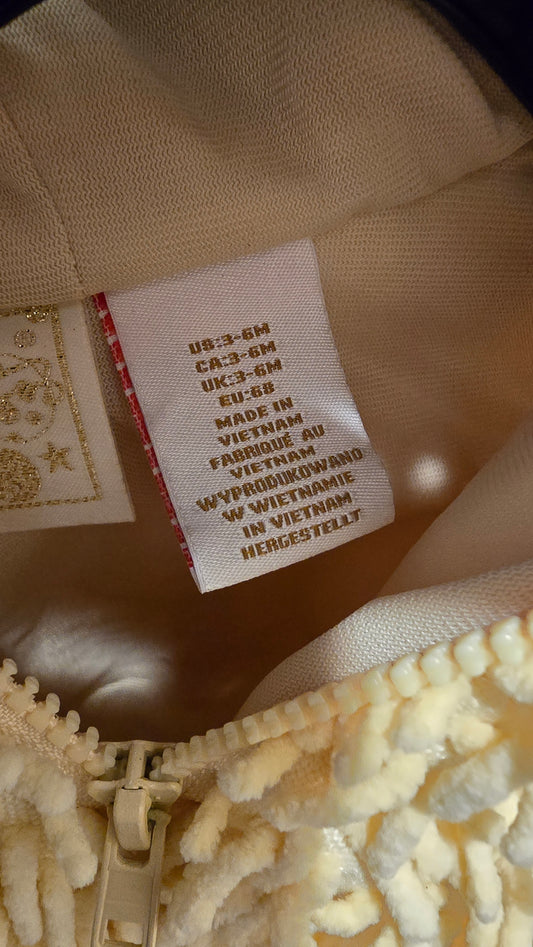 US:3-6M
CA:3-6M
UK:3-6M
EU:68
MADE IN
VIETNAM
FABRIQUÉ AU
VIETNAM
WYPRODUKOWANO
W WIETNAMIE
IN VIETNAM
HERGESTELLT